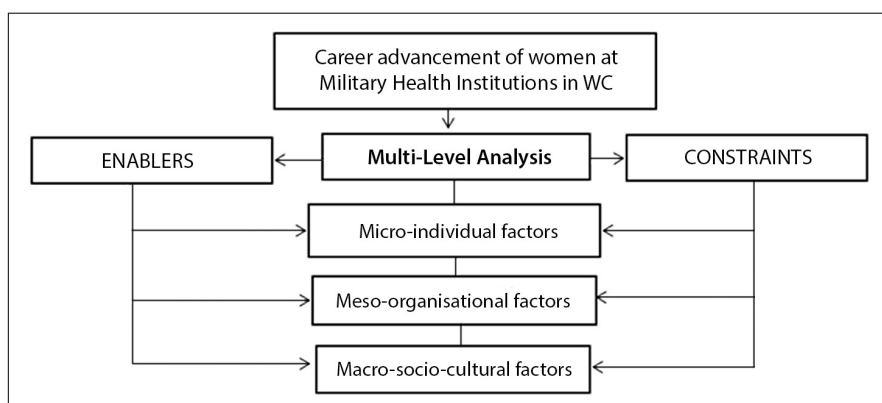 Career advancement of women at
Military Health Institutions in WC
ENABLERS
Multi-Level Analysis
CONSTRAINTS
Micro-individual factors
Meso-organisational factors
Macro-socio-cultural factors